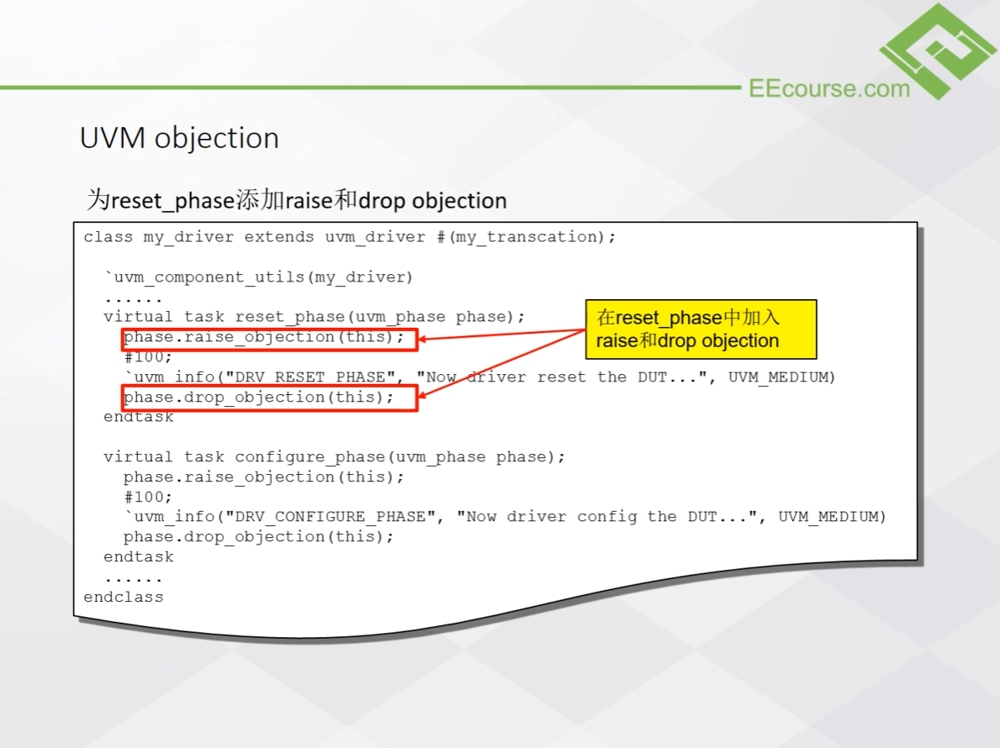 EEcourse.com
UVM objection
为reset_phase添加raise和drop objection
class my_driver extends uvm_driver #(my_transcation);
`uvm_component_utils(my_driver)
......
virtual task reset_phase(uvm_phase phase);
phase.raise_objection(this);
#100;
`uvm_info("DRV_RESET_PHASE", "Now driver reset the DUT...", UVM_MEDIUM)
phase.drop_objection(this);
endtask
在reset_phase中加入
raise和drop objection
virtual task configure_phase(uvm_phase phase);
phase.raise_objection(this);
#100;
`uvm_info("DRV_CONFIGURE_PHASE", "Now driver config the DUT...", UVM_MEDIUM)
phase.drop_objection(this);
endtask
......
endclass